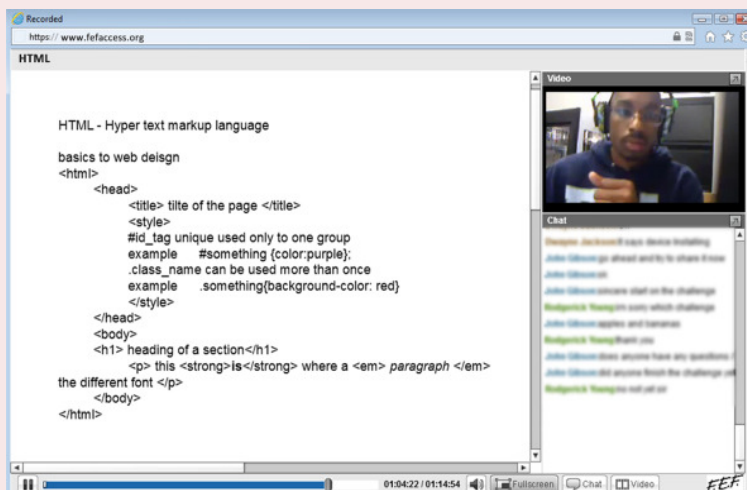 Recorded
https:// www.fefaccess.org
HTML
HTML - Hyper text markup language
basics to web deisgn
<html>
<head>
<title> tilte of the page </title>
<style>
#id_tag unique used only to one group
example #something {color:purple};
.class_name can be used more than once
example .something{background-color: red}
</style>
</head>
<body>
<h1> heading of a section</h1>
<p> this <strong>is</strong> where a <em> paragraph </em>
the different font </p>
</body>
</html>
Video
Chat
it says device Installing
go ahead and try to share it now
oh
sincere start on the challenge
im sorry which challenge
apples and bananas
thank you
does anyone have any questions
did anyone finish the challenge
no not yet sir
01:04:22 / 01:14:54
Fullscreen
Chat
Video
FEF